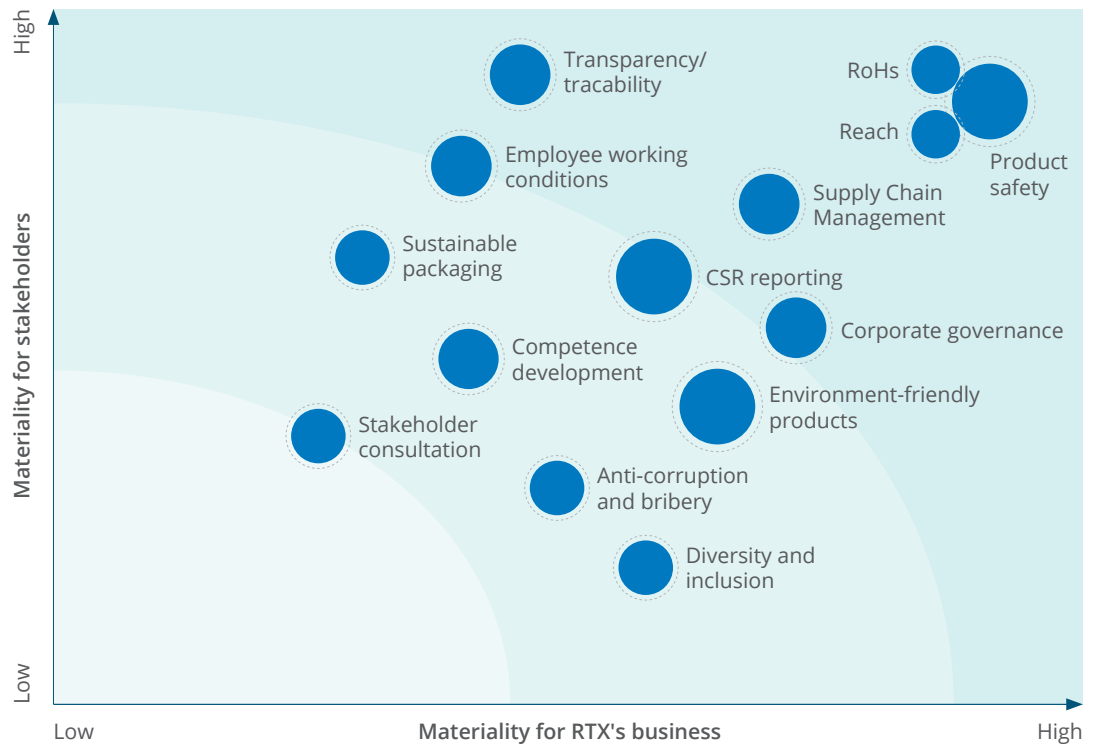 High
Transparency/
tracability
RoHs
Reach
Product
safety
Employee working
conditions
Supply Chain
Management
Sustainable
packaging
CSR reporting
Corporate governance
Competence
development
Environment-friendly
products
Stakeholder
consultation
Anti-corruption
and bribery
Diversity and
inclusion
Materiality for stakeholders
Low
Low
Materiality for RTX's business
High